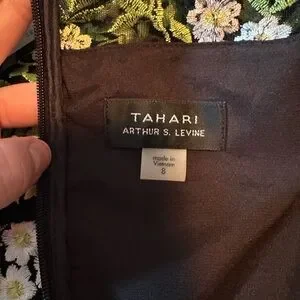 TAHARI
ARTHUR S. LEVINE
made in
Vietnam
8